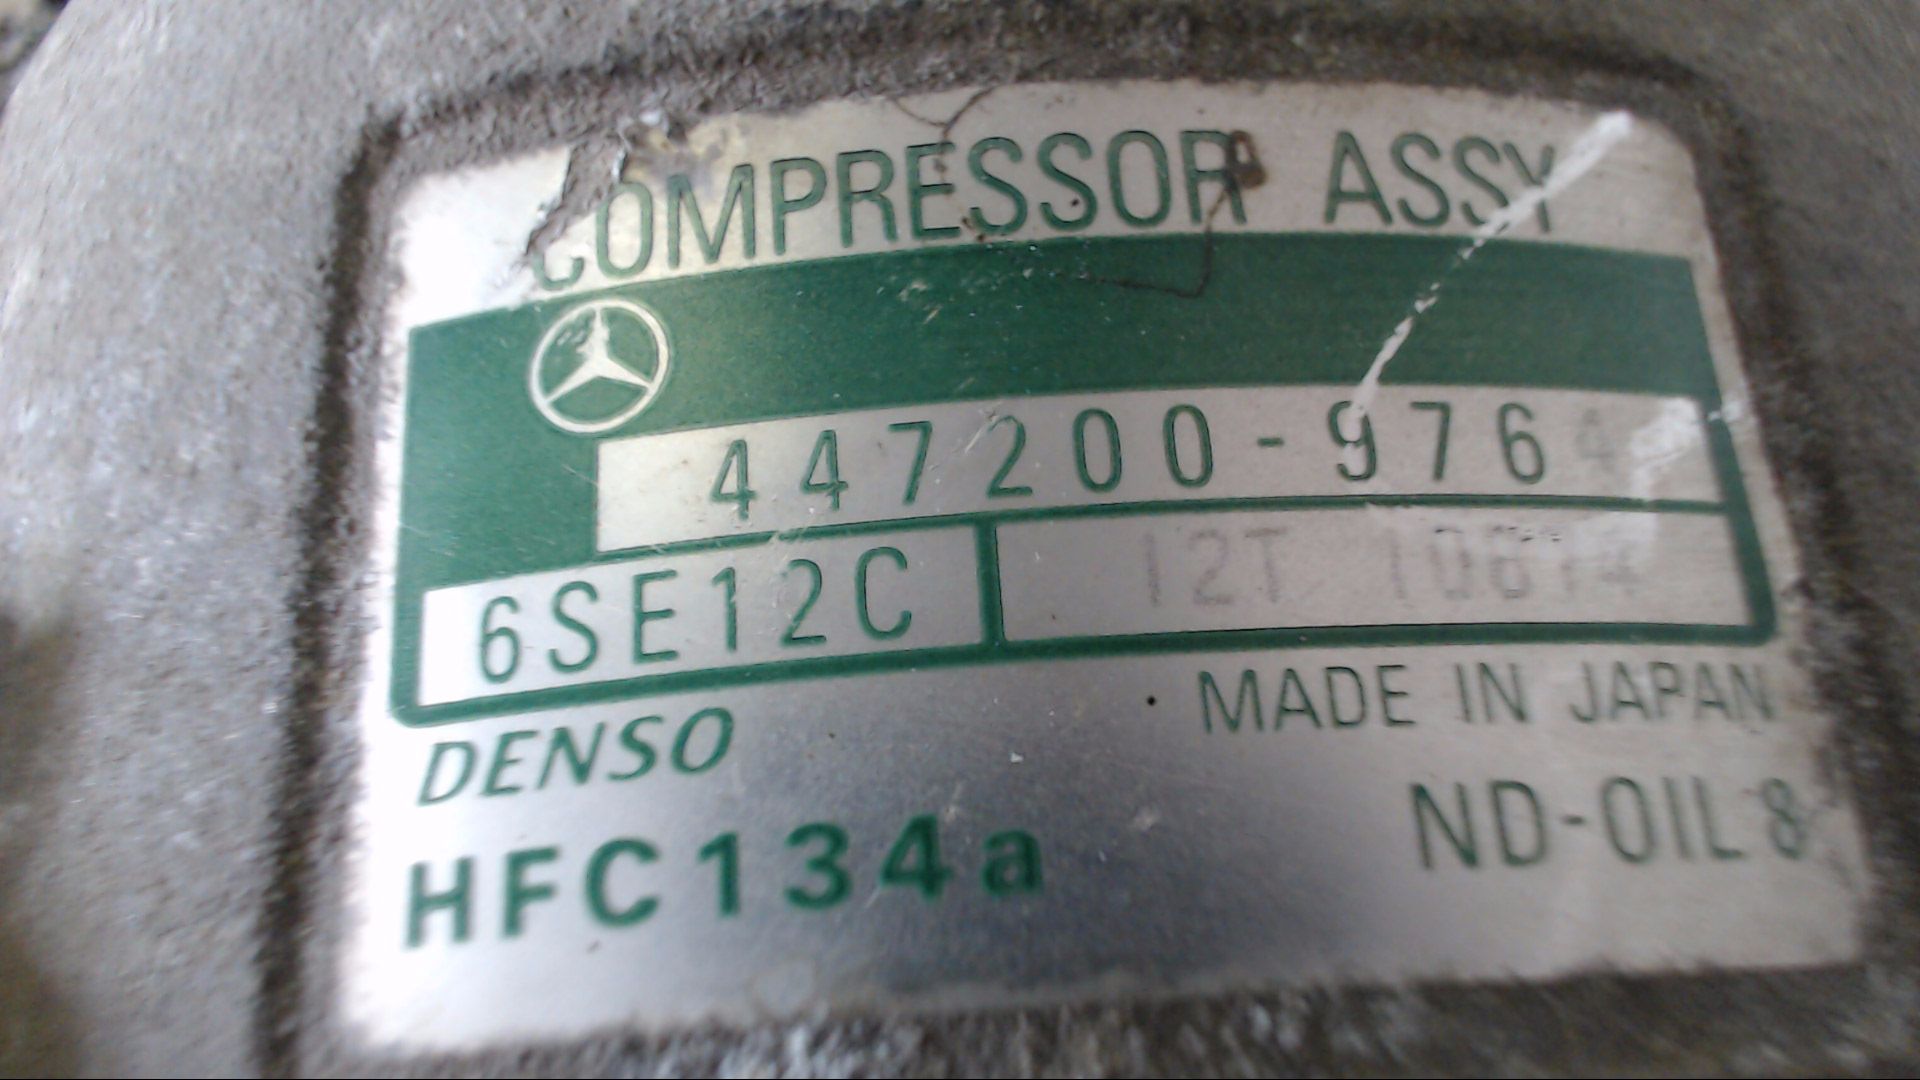 COMPRESSOR ASSY
447200-9764
6SE12C
DENSO
MADE IN JAPAN
HFC134a
ND-OIL 8